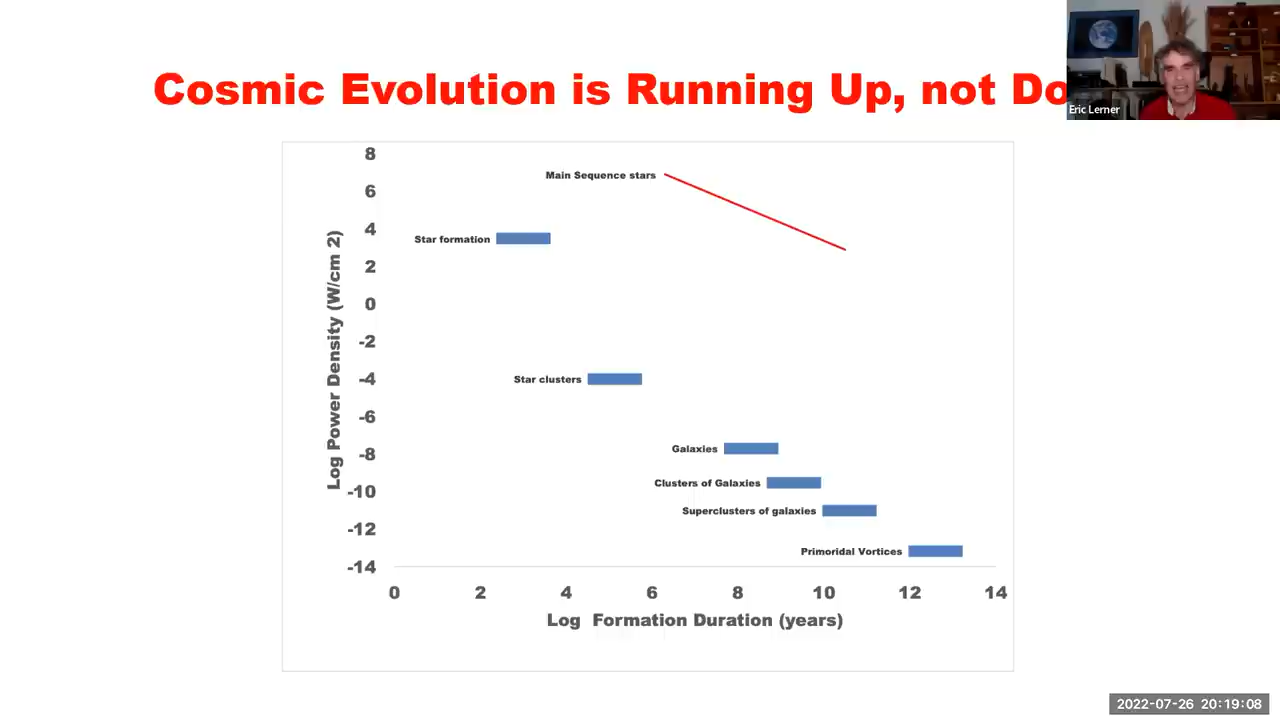 Cosmic Evolution is Running Up, not Do
Eric Lerner
8
6
4
2
0
-2
-4
-6
-8
-10
-12
-14
Log Power Density (W/cm 2)
Main Sequence stars
Star formation
Star clusters
Galaxies
Clusters of Galaxies
Superclusters of galaxies
Primoridal Vortices
0 2 4 6 8 10 12 14
Log Formation Duration (years)
2022-07-26 20:19:08